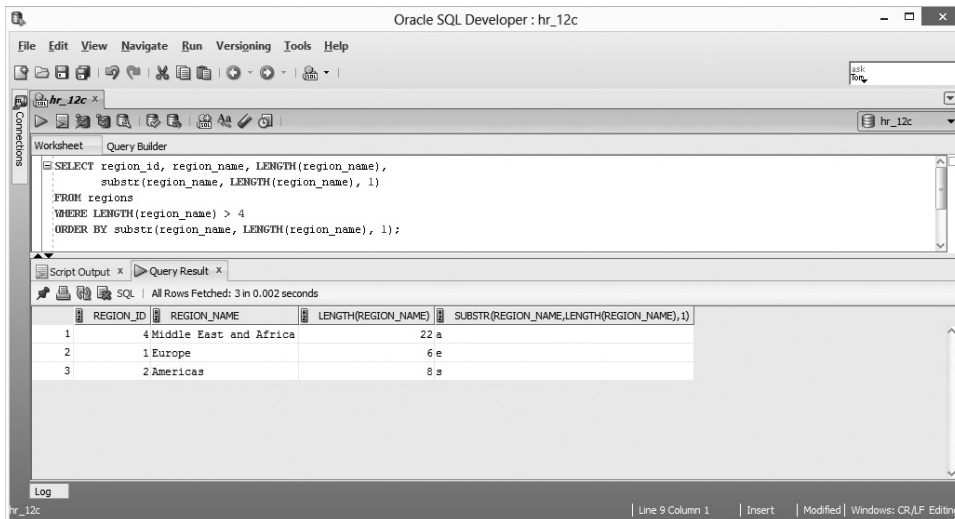 Oracle SQL Developer : hr_12c
File Edit View Navigate Run Versioning Tools Help
ask
Tom
hr_12c
Connections
hr_12c
Worksheet Query Builder
SELECT region_id, region_name, LENGTH(region_name),
substr(region_name, LENGTH(region_name), 1)
FROM regions
WHERE LENGTH(region_name) > 4
ORDER BY substr(region_name, LENGTH(region_name), 1);
Script Output x Query Result x
SQL | All Rows Fetched: 3 in 0.002 seconds
REGION_ID REGION_NAME LENGTH(REGION_NAME) SUBSTR(REGION_NAME,LENGTH(REGION_NAME),1)
1 4 Middle East and Africa 22 a
2 1 Europe 6 e
3 2 Americas 8 s
Log
hr_12c Line 9 Column 1 | Insert | Modified | Windows: CR/LF Editing